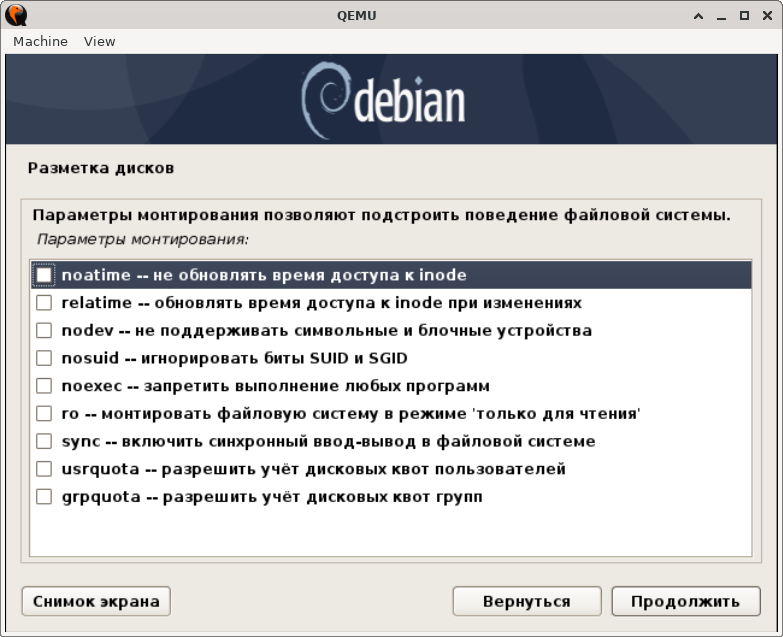 QEMU
Machine View
debian
Разметка дисков
Параметры монтирования позволяют подстроить поведение файловой системы.
Параметры монтирования:
noatime -- не обновлять время доступа к inode
relatime -- обновлять время доступа к inode при изменениях
nodev -- не поддерживать символьные и блочные устройства
nosuid -- игнорировать биты SUID и SGID
noexec -- запретить выполнение любых программ
ro -- монтировать файловую систему в режиме 'только для чтения'
sync -- включить синхронный ввод-вывод в файловой системе
usrquota -- разрешить учёт дисковых квот пользователей
grpquota -- разрешить учёт дисковых квот групп
Снимок экрана Вернуться Продолжить